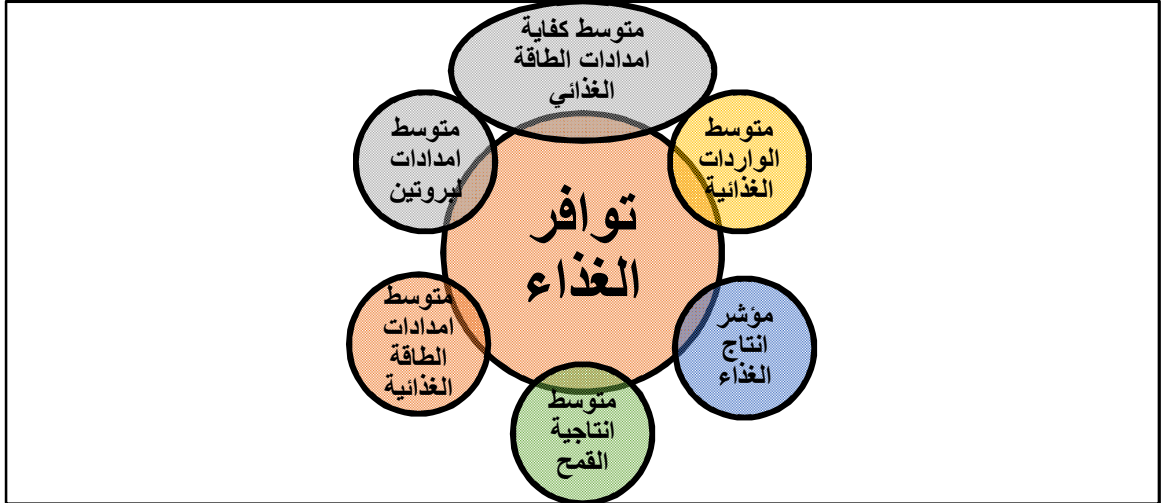 متوسط كفاية
امدادات الطاقة
الغذائي
متوسط
الواردات
الغذائية
متوسط
امدادات
لبروتين
توافر
الغذاء
مؤشر
انتاج
الغذاء
متوسط
امدادات
الطاقة
الغذائية
متوسط
انتاجية
القمح